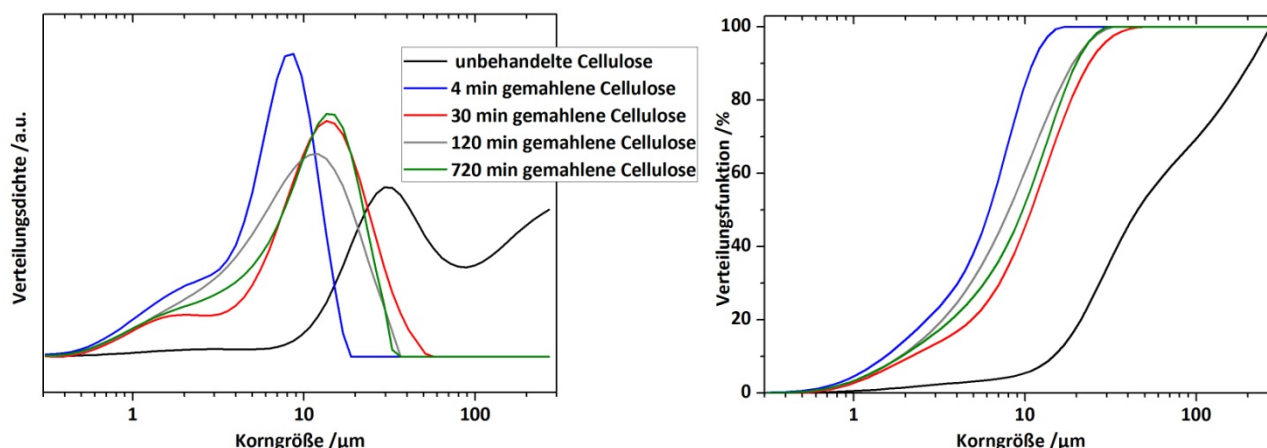 Verteilungsdichte / a.u.
1
10
100
Korngröße /µm
unbehandelte Cellulose
4 min gemahlene Cellulose
30 min gemahlene Cellulose
120 min gemahlene Cellulose
720 min gemahlene Cellulose
Verteilungsfunktion /%
100
80
60
40
20
0
1
10
100
Korngröße /µm